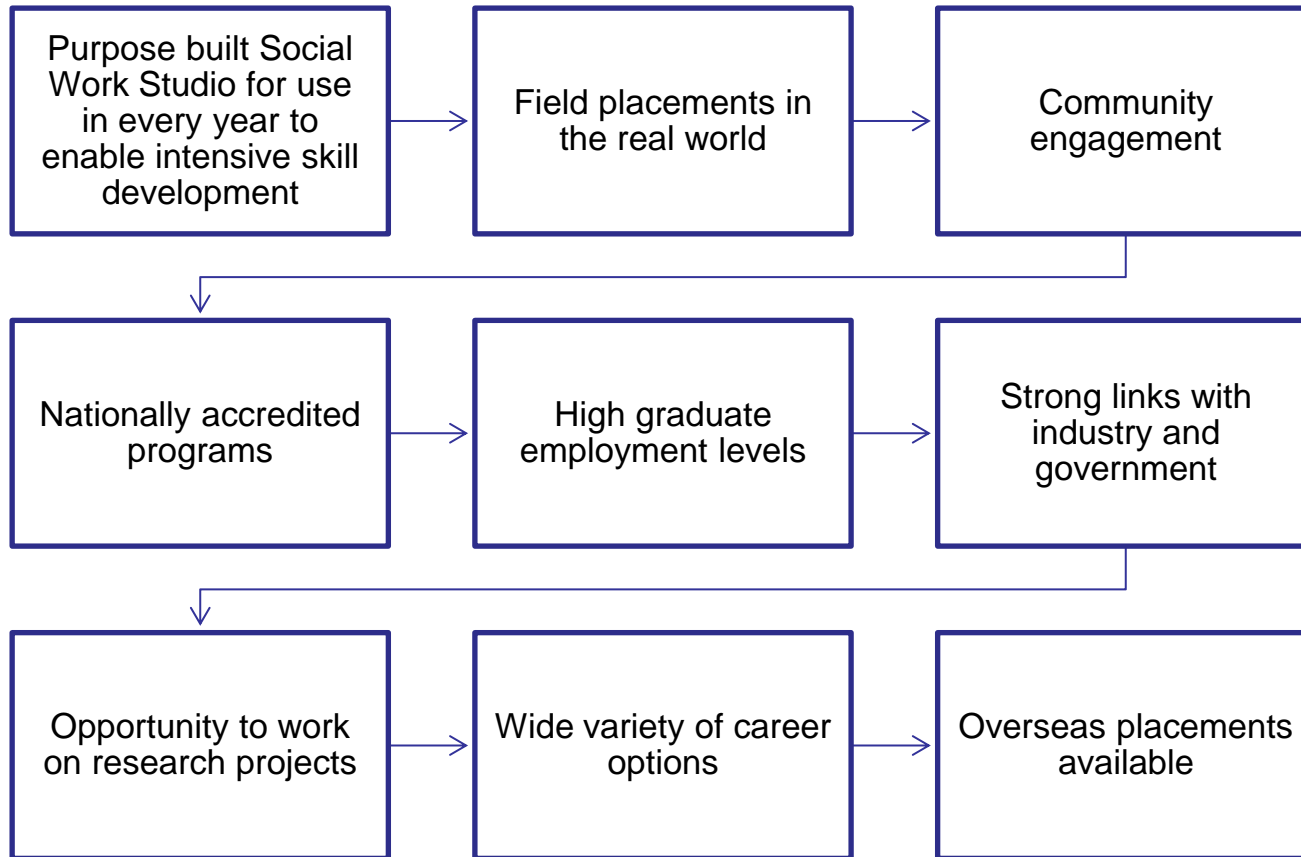 Purpose built Social
Work Studio for use
in every year to
enable intensive skill
development
Field placements in
the real world
Community
engagement
Nationally accredited
programs
High graduate
employment levels
Strong links with
industry and
government
Opportunity to work
on research projects
Wide variety of career
options
Overseas placements
available